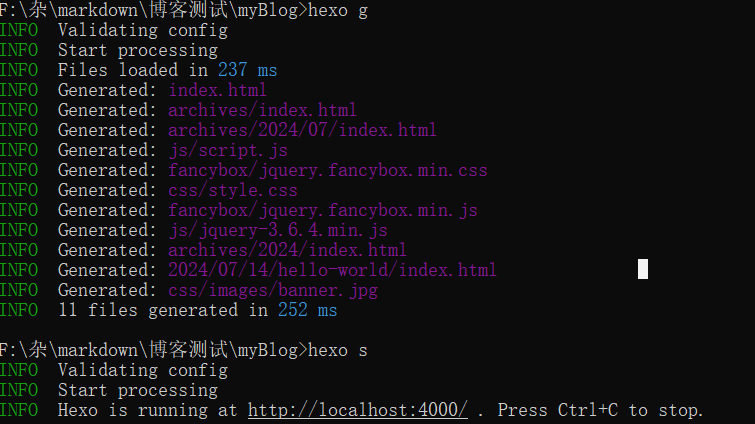 F:\杂\markdown\博客测试\myBlog>hexo g
INFO  Validating config
INFO  Start processing
INFO  Files loaded in 237 ms
INFO  Generated: index.html
INFO  Generated: archives/index.html
INFO  Generated: archives/2024/07/index.html
INFO  Generated: js/script.js
INFO  Generated: fancybox/jquery.fancybox.min.css
INFO  Generated: css/style.css
INFO  Generated: fancybox/jquery.fancybox.min.js
INFO  Generated: js/jquery-3.6.4.min.js
INFO  Generated: archives/2024/index.html
INFO  Generated: 2024/07/14/hello-world/index.html
INFO  Generated: css/images/banner.jpg
INFO  11 files generated in 252 ms
F:\杂\markdown\博客测试\myBlog>hexo s
INFO  Validating config
INFO  Start processing
INFO  Hexo is running at http://localhost:4000/ . Press Ctrl+C to stop.